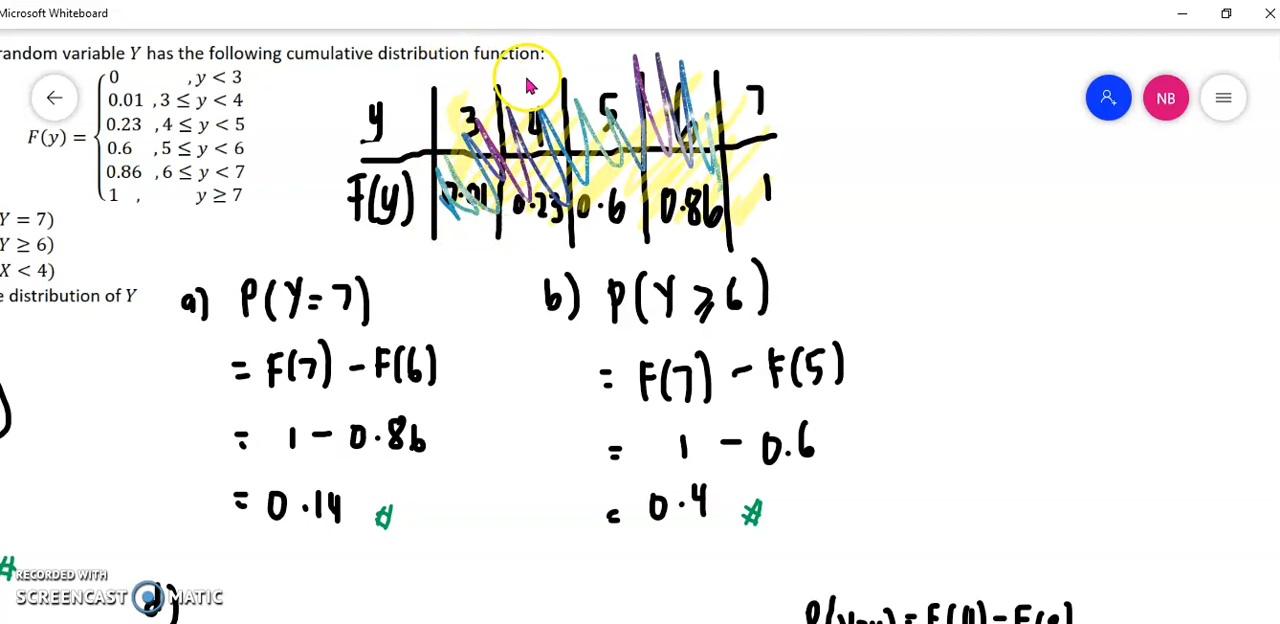 Microsoft Whiteboard
random variable Y has the following cumulative distribution function:
F(y) =
0 , y < 3
0.01 , 3 ≤ y < 4
0.23 , 4 ≤ y < 5
0.6 , 5 ≤ y < 6
0.86 , 6 ≤ y < 7
1 , y ≥ 7
Y = 7)
Y ≥ 6)
X < 4)
e distribution of Y
y 3 4 5 7
F(y) 0.01 0.23 0.6 0.86 1
NB
a) P(Y = 7)
= F(7) - F(6)
= 1 - 0.86
= 0.14 #
b) P(Y ≥ 6)
= F(7) - F(5)
= 1 - 0.6
= 0.4 #
#
RECORDED WITH
SCREENCAST MATIC